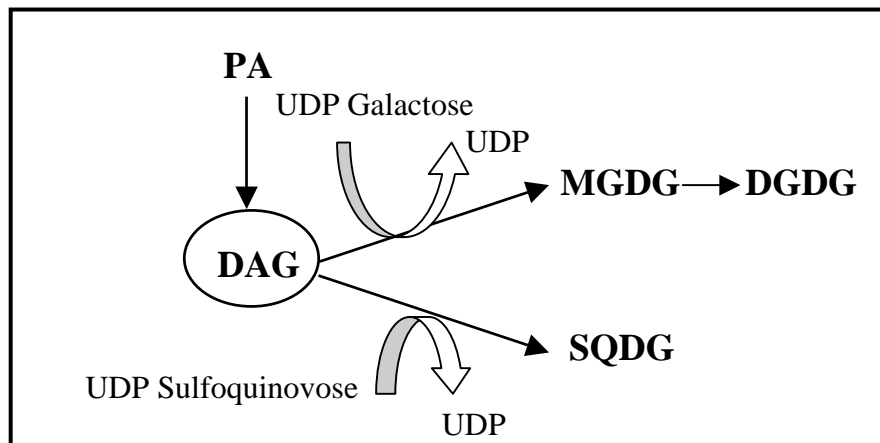 PA
UDP Galactose
UDP
MGDG DGDG
DAG
SQDG
UDP Sulfoquinovose
UDP